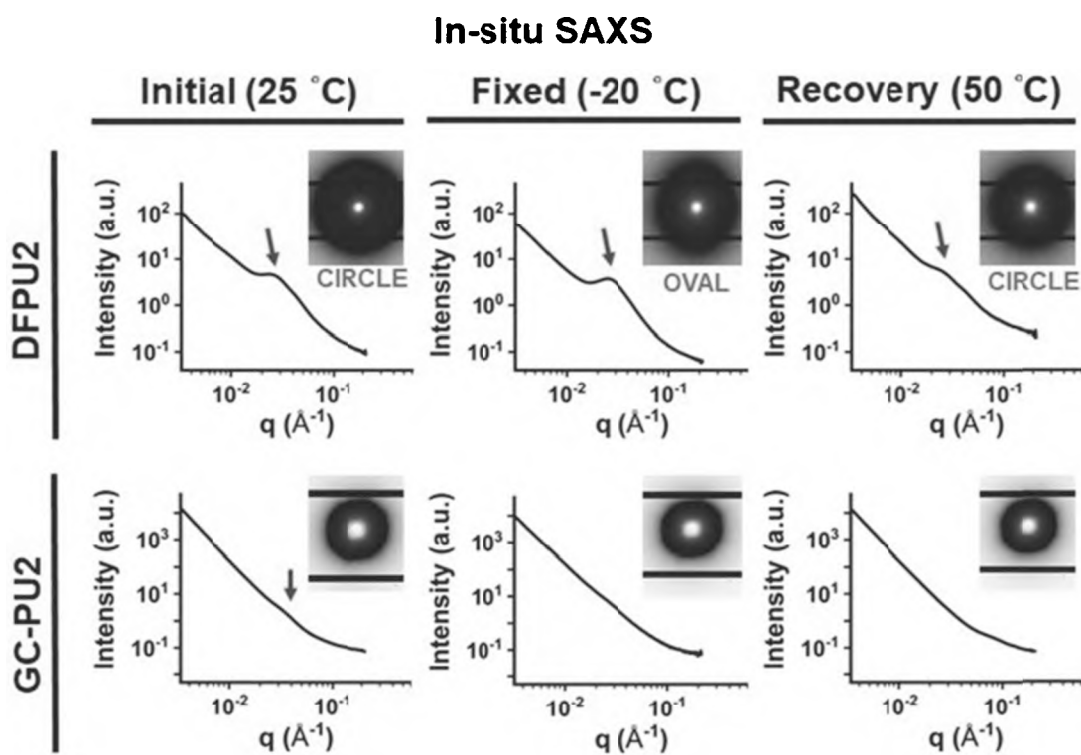 In-situ SAXS
Initial (25 °C)
Fixed (-20 °C)
Recovery (50 °C)
DFPU2
Intensity (a.u.)
10²
10¹
10⁰
10⁻¹
10⁻²
10⁻¹
q (Å⁻¹)
CIRCLE
Intensity (a.u.)
10²
10¹
10⁰
10⁻¹
10⁻²
10⁻¹
q (Å⁻¹)
OVAL
Intensity (a.u.)
10²
10¹
10⁰
10⁻¹
10⁻²
10⁻¹
q (Å⁻¹)
CIRCLE
GC-PU2
Intensity (a.u.)
10³
10¹
10⁻¹
10⁻²
10⁻¹
q (Å⁻¹)
Intensity (a.u.)
10³
10¹
10⁻¹
10⁻²
10⁻¹
q (Å⁻¹)
Intensity (a.u.)
10³
10¹
10⁻¹
10⁻²
10⁻¹
q (Å⁻¹)